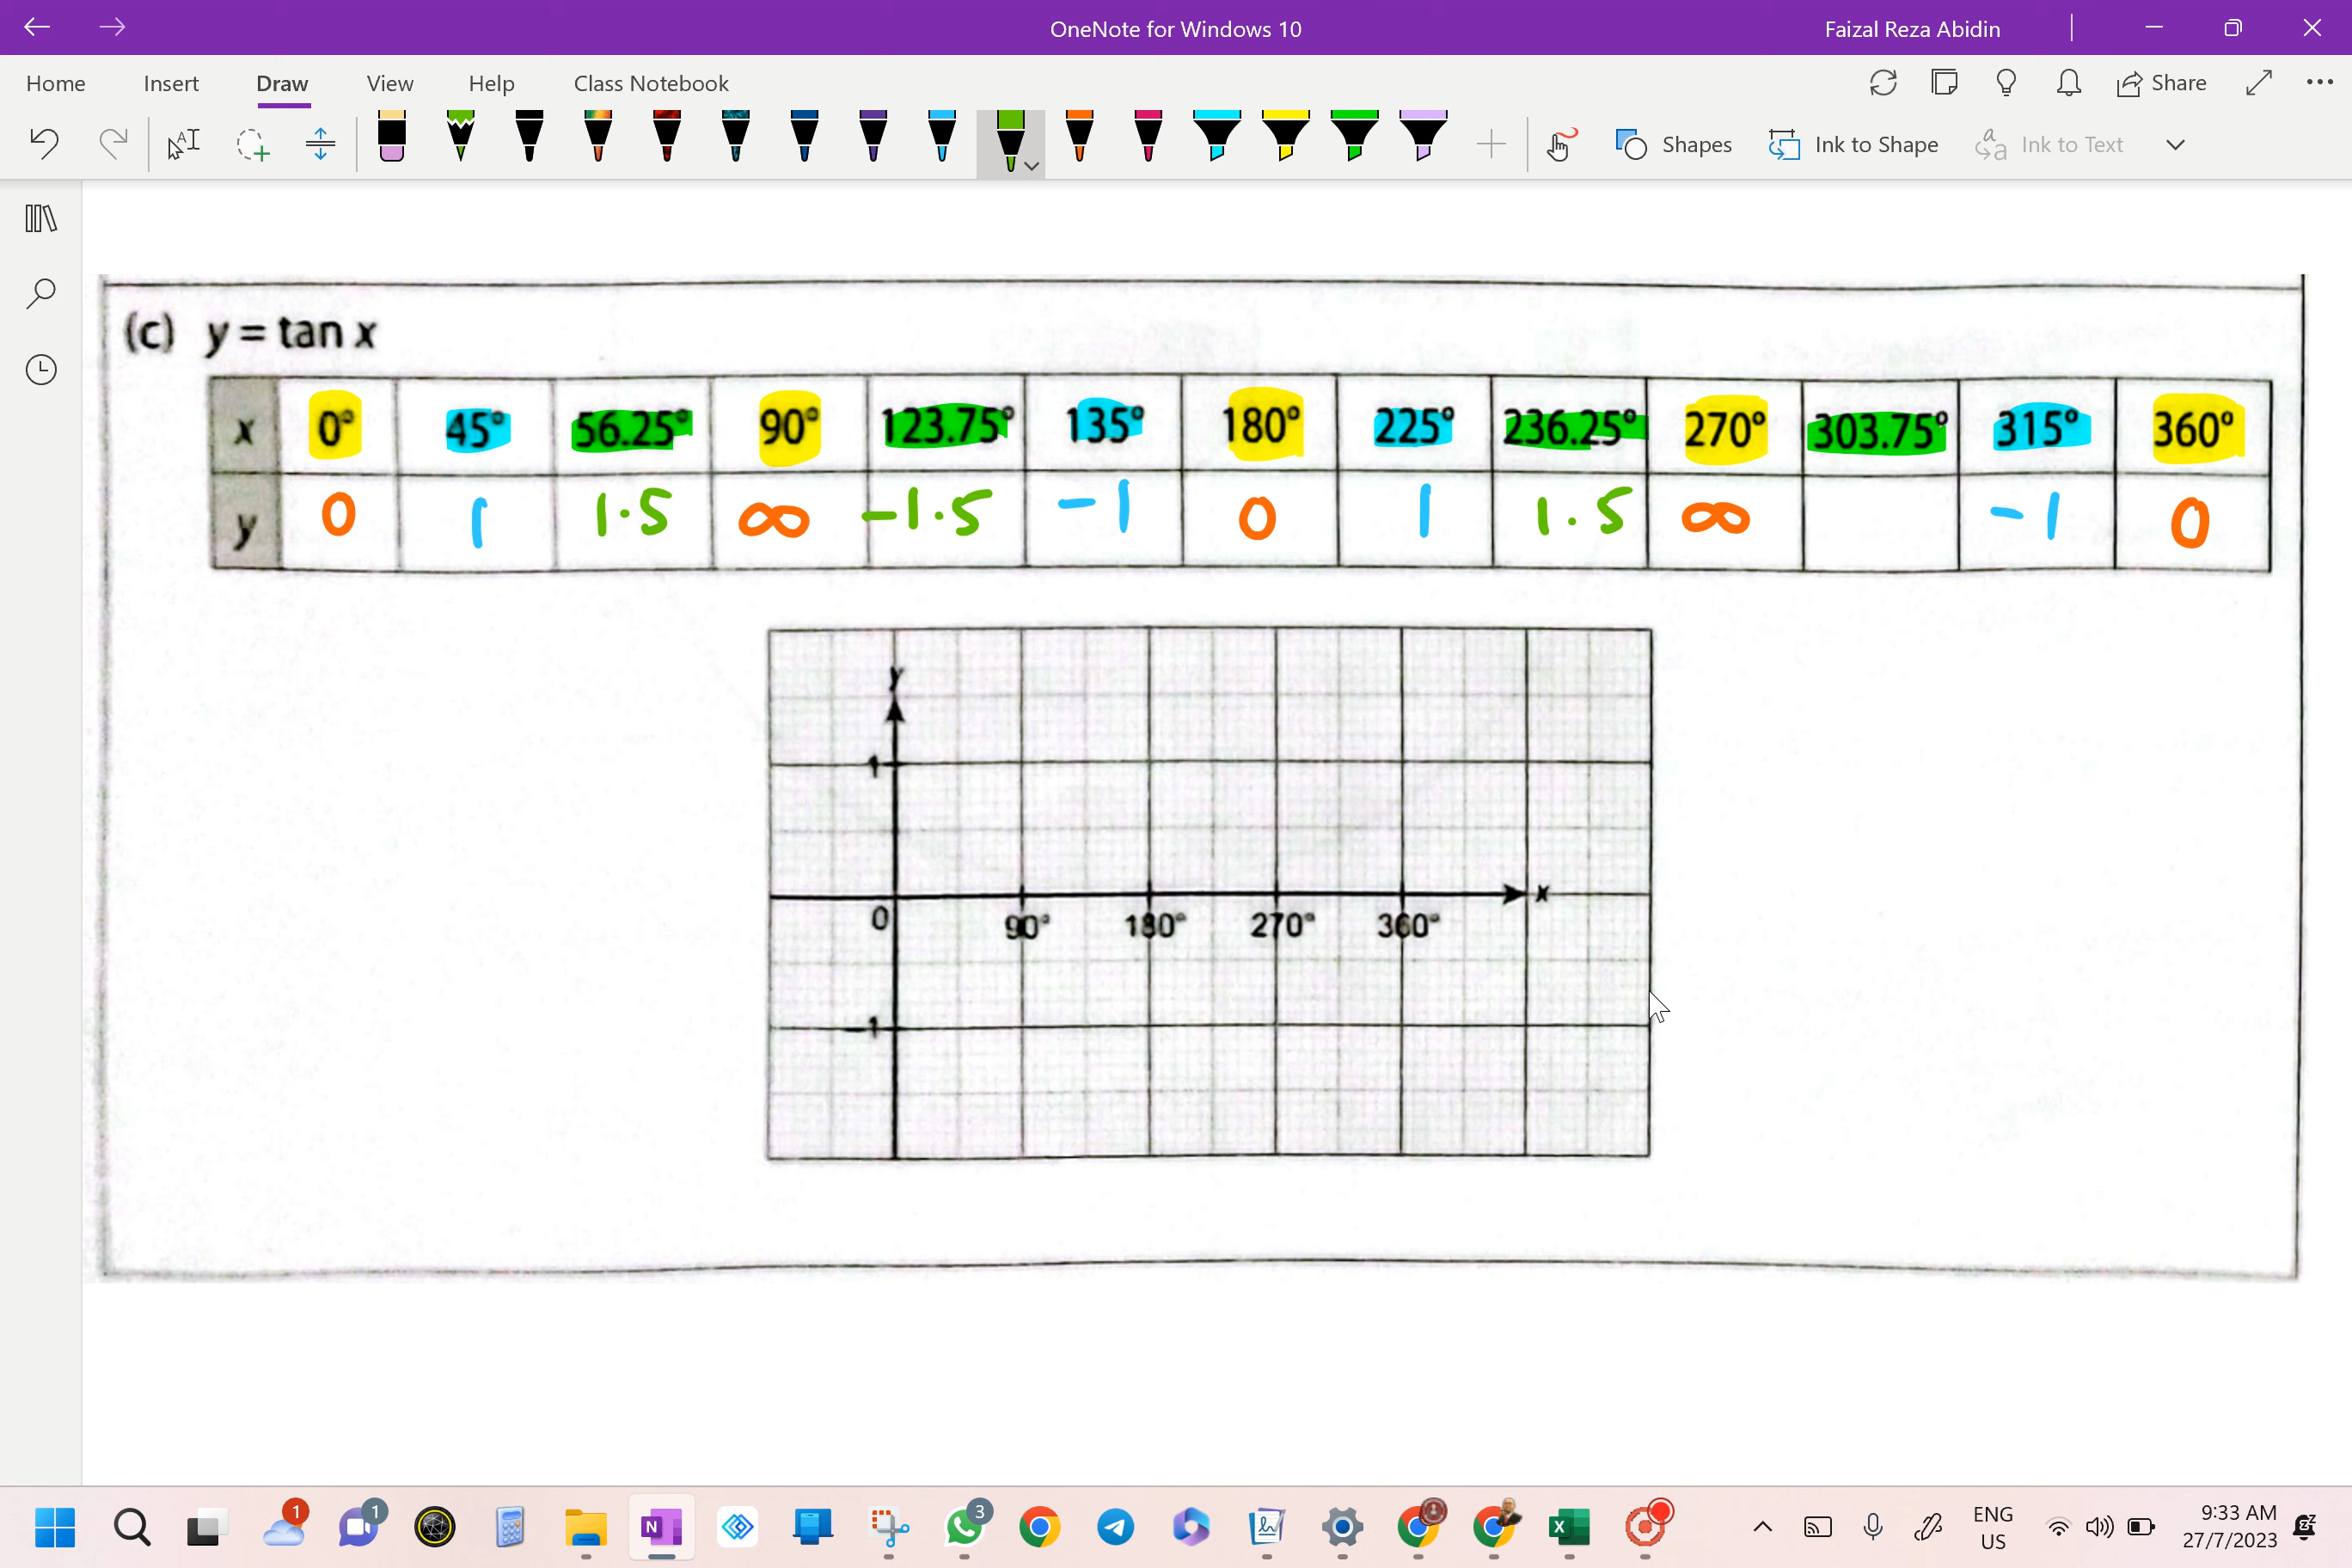 OneNote for Windows 10
Faizal Reza Abidin
Home Insert Draw View Help Class Notebook
Share
Shapes Ink to Shape Ink to Text
(c) y = tan x
x 0° 45° 56.25° 90° 123.75° 135° 180° 225° 236.25° 270° 303.75° 315° 360°
y 0 1 1.5 ∞ -1.5 -1 0 1 1.5 ∞ -1 0
y
1
x
0 90° 180° 270° 360°
-1
1 1 3
ENG
US
9:33 AM
27/7/2023